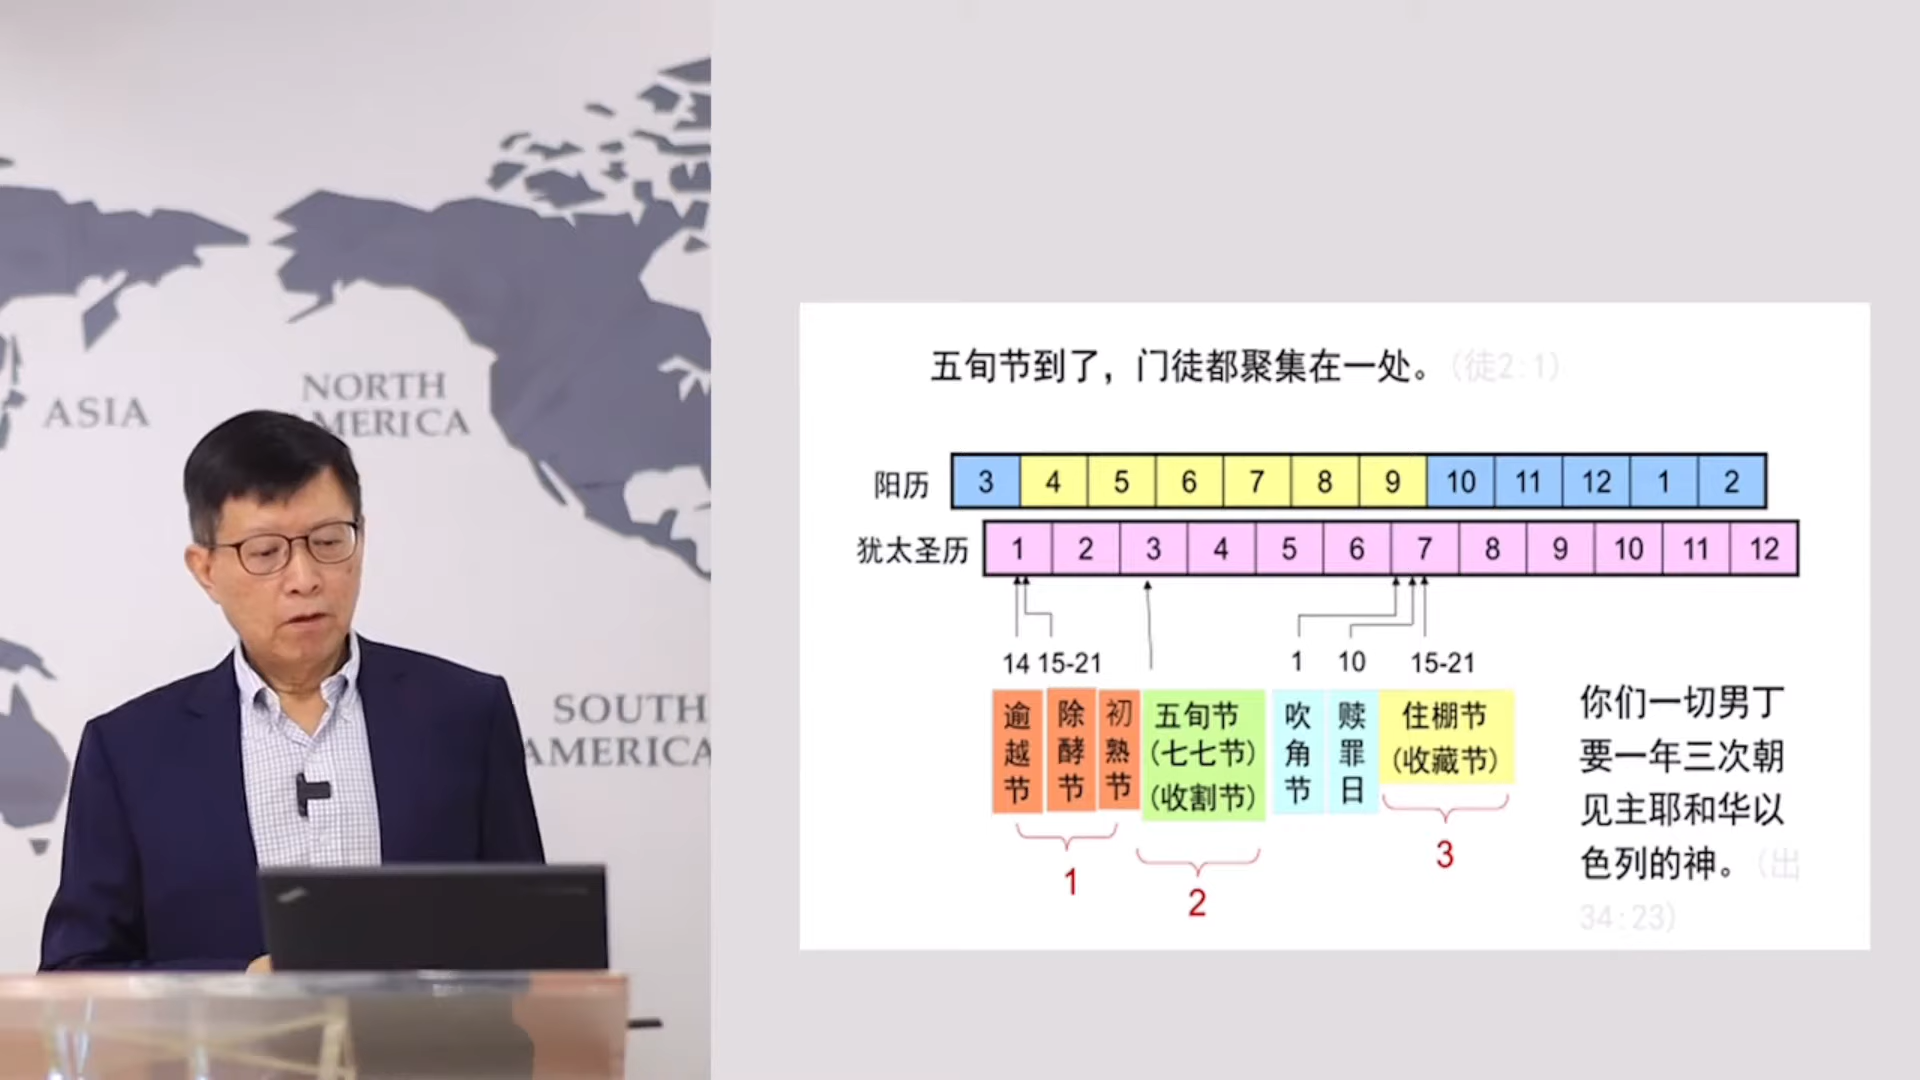 ASIA
NORTH
AMERICA
SOUTH
AMERICA
五旬节到了，门徒都聚集在一处。（徒2:1）
阳历 3 4 5 6 7 8 9 10 11 12 1 2
犹太圣历 1 2 3 4 5 6 7 8 9 10 11 12
14 15-21 1 10 15-21
逾越节
除酵节
初熟节
五旬节
(七七节)
(收割节)
吹角节
赎罪日
住棚节
(收藏节)
1
2
3
你们一切男丁
要一年三次朝
见主耶和华以
色列的神。（出
34:23）